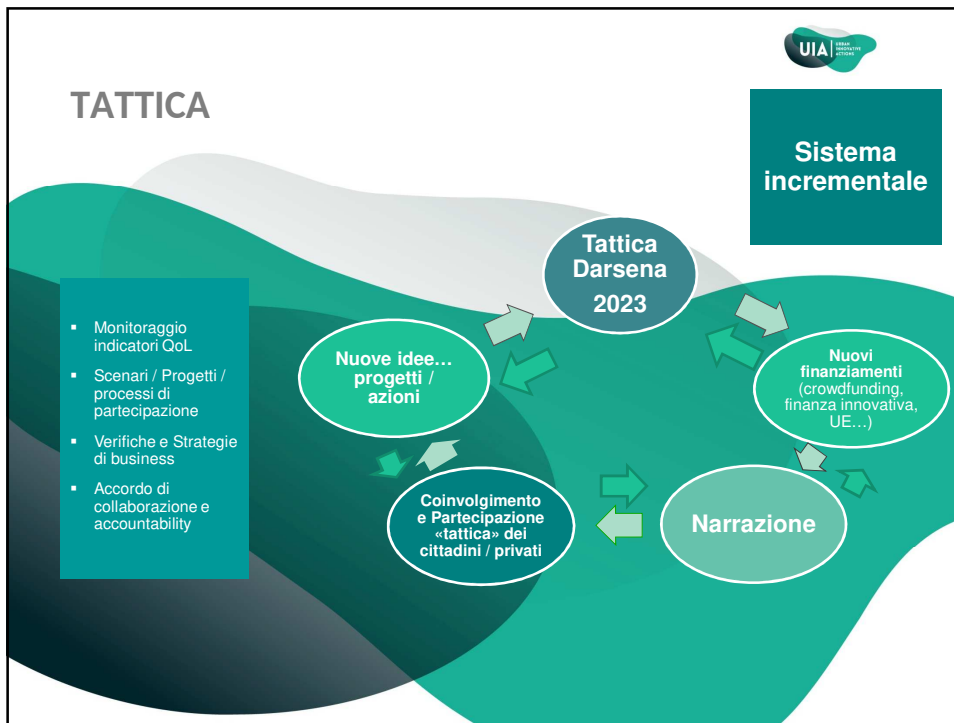 UIA
URBAN
INNOVATIVE
ACTIONS
TATTICA
Sistema
incrementale
Tattica
Darsena
2023
▪ Monitoraggio
indicatori QoL
▪ Scenari / Progetti /
processi di
partecipazione
▪ Verifiche e Strategie
di business
▪ Accordo di
collaborazione e
accountability
Nuove idee…
progetti /
azioni
Nuovi
finanziamenti
(crowdfunding,
finanza innovativa,
UE…)
Coinvolgimento
e Partecipazione
«tattica» dei
cittadini / privati
Narrazione